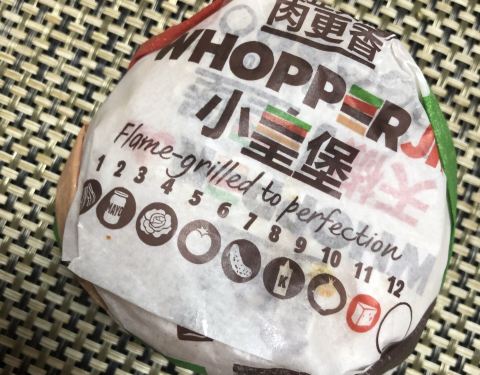 肉更香
WHOPPER JR
小皇堡
Flame-grilled to perfection
1 2 3 4 5 6 7 8 9 10 11 12
MAYO
K